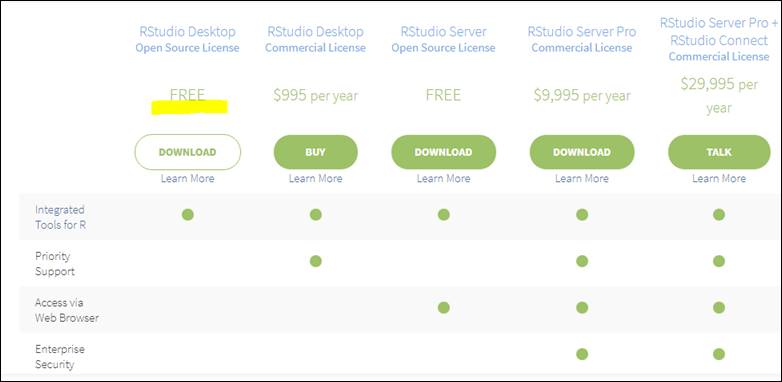 RStudio Desktop
Open Source License
FREE
DOWNLOAD
Learn More
RStudio Desktop
Commercial License
$995 per year
BUY
Learn More
RStudio Server
Open Source License
FREE
DOWNLOAD
Learn More
RStudio Server Pro
Commercial License
$9,995 per year
DOWNLOAD
Learn More
RStudio Server Pro +
RStudio Connect
Commercial License
$29,995 per
year
TALK
Learn More
Integrated
Tools for R
Priority
Support
Access via
Web Browser
Enterprise
Security